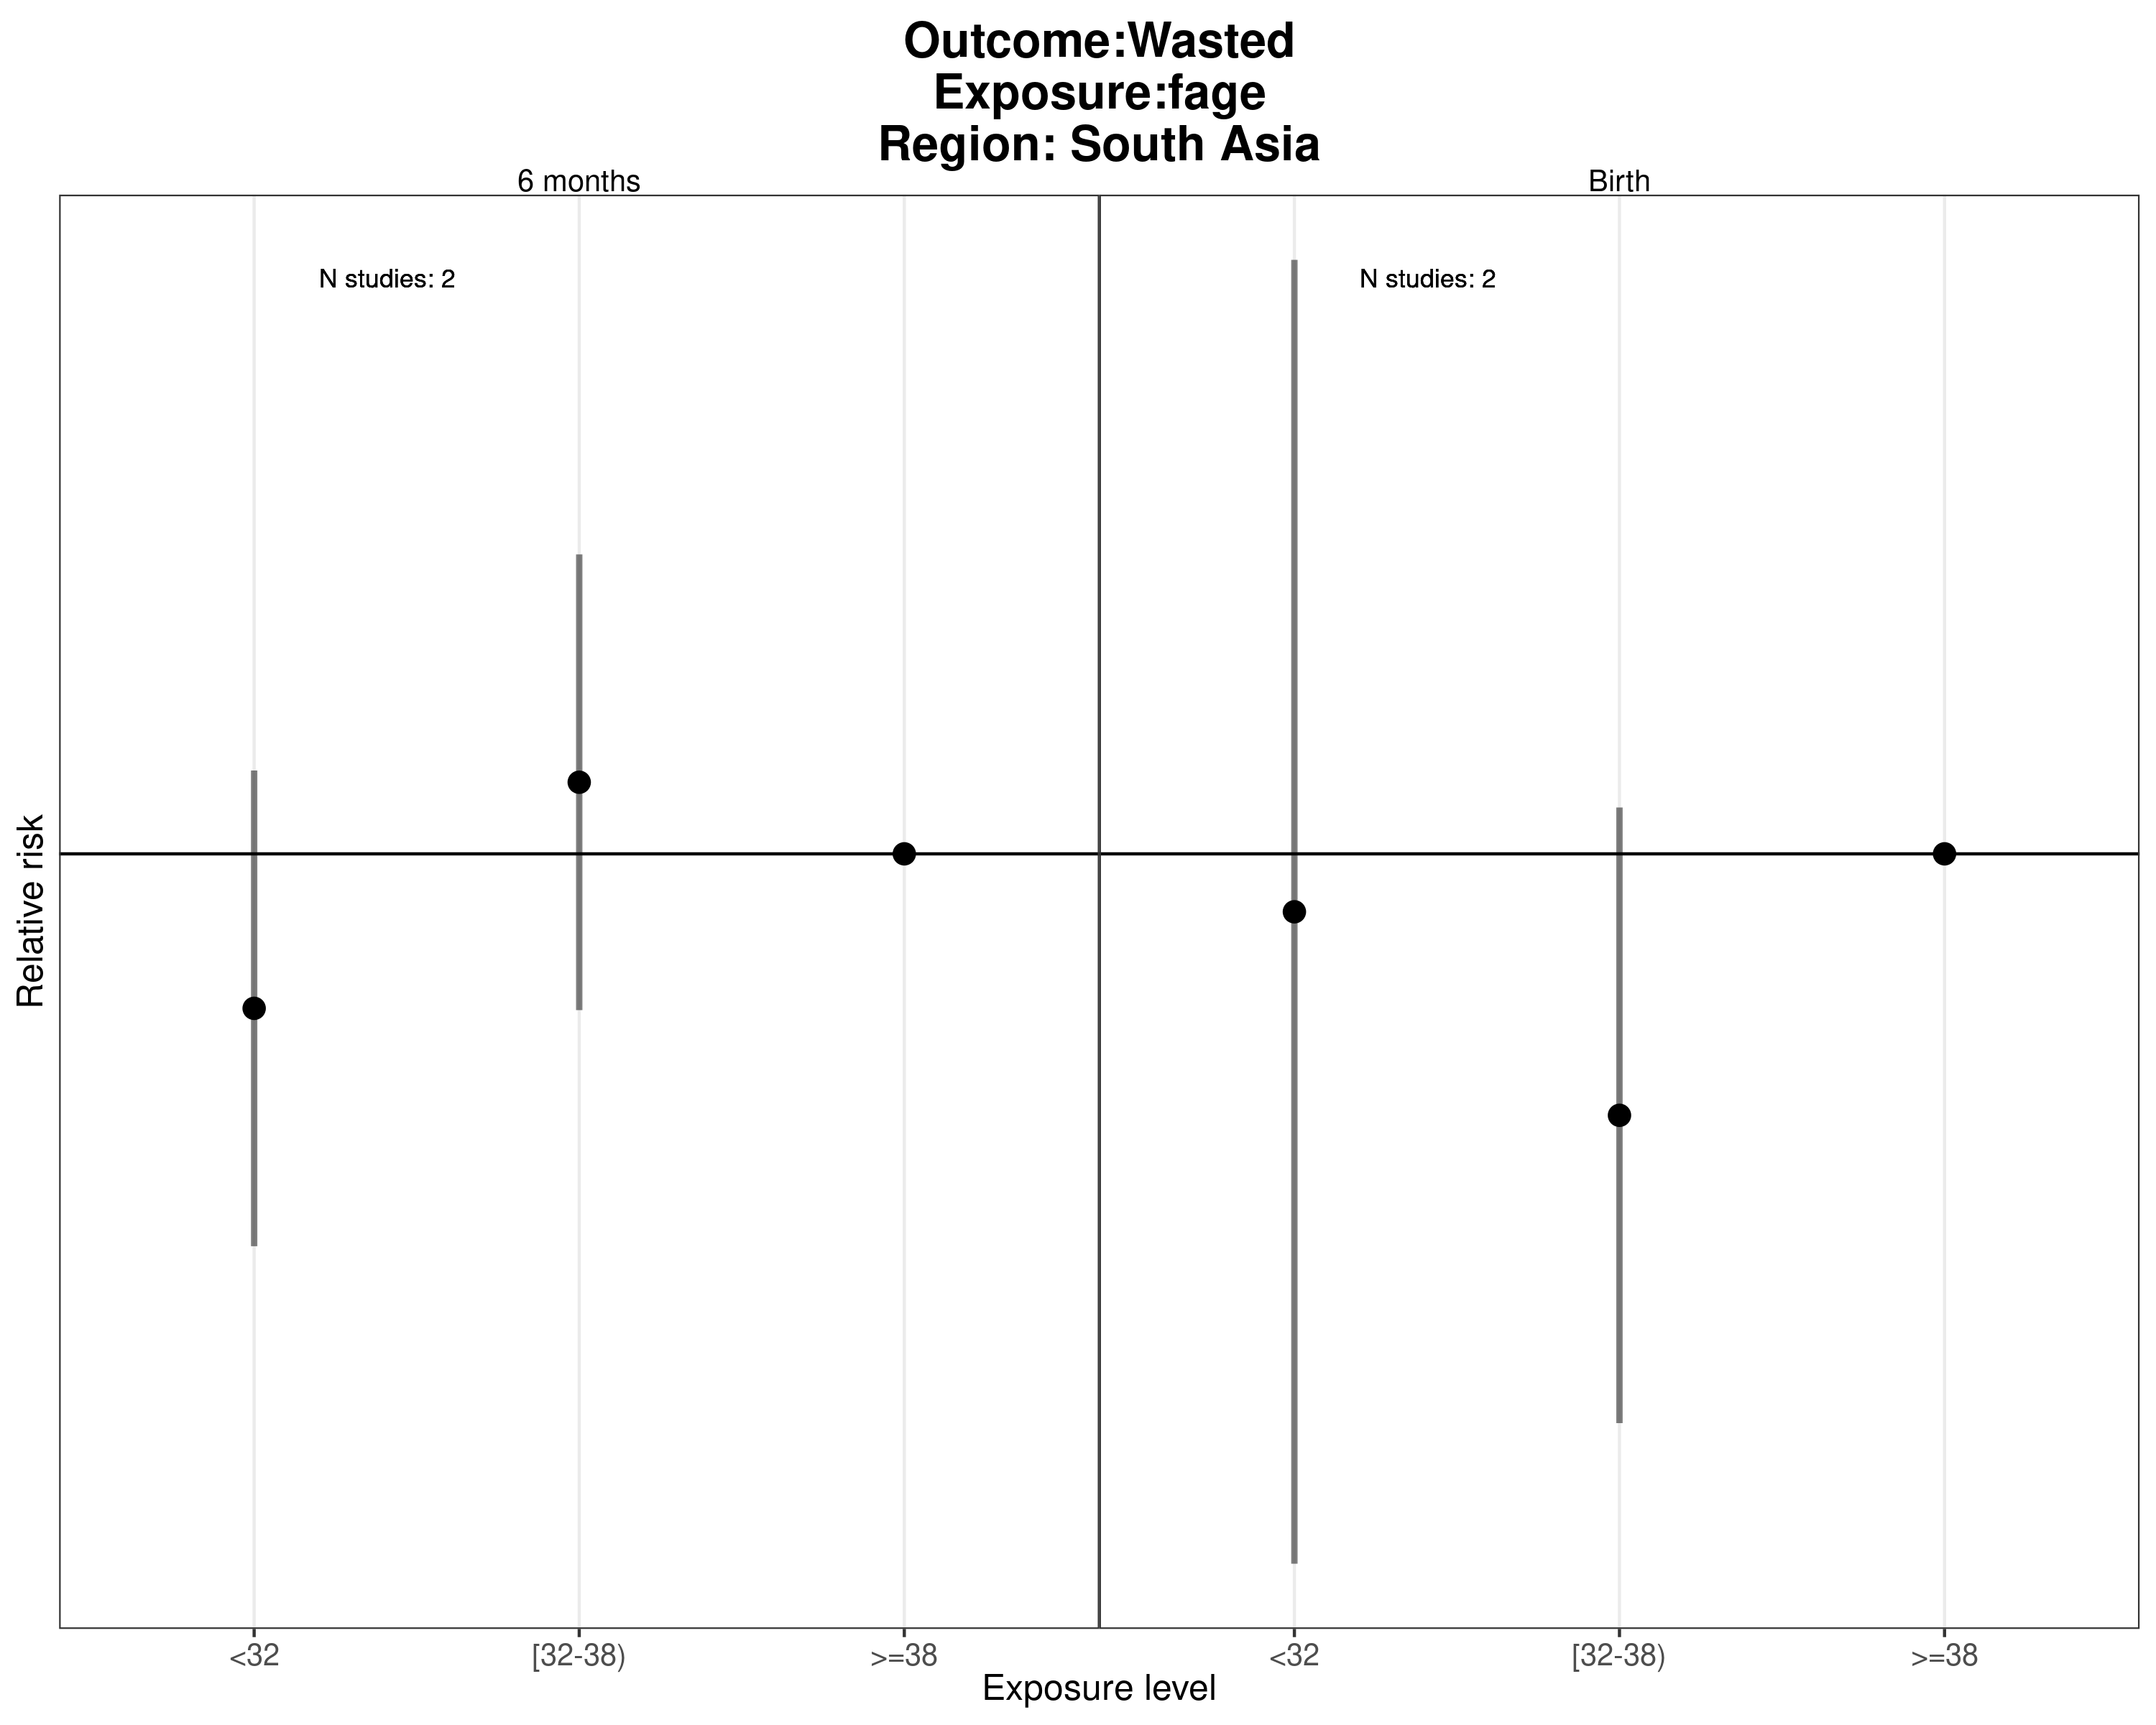 Outcome:Wasted
Exposure:fage
Region: South Asia
6 months
Birth
N studies: 2
N studies: 2
Relative risk
<32
[32-38)
>=38
<32
[32-38)
>=38
Exposure level